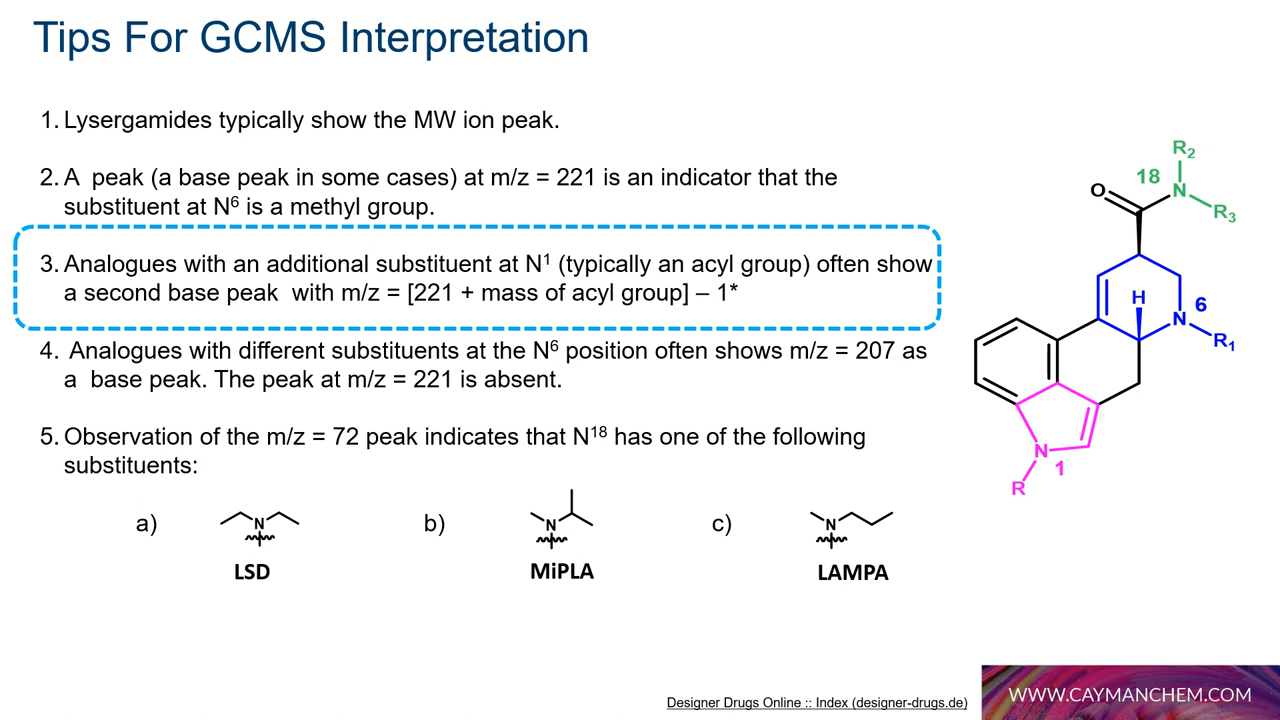 Tips For GCMS Interpretation
1. Lysergamides typically show the MW ion peak.
2. A  peak (a base peak in some cases) at m/z = 221 is an indicator that the
substituent at N⁶ is a methyl group.
3. Analogues with an additional substituent at N¹ (typically an acyl group) often show
a second base peak  with m/z = [221 + mass of acyl group] – 1*
4.  Analogues with different substituents at the N⁶ position often shows m/z = 207 as
a  base peak. The peak at m/z = 221 is absent.
5. Observation of the m/z = 72 peak indicates that N¹⁸ has one of the following
substituents:
a)
N
LSD
b)
N
MiPLA
c)
N
LAMPA
R₂
18
O
N
R₃
H
6
N
R₁
N
1
R
Designer Drugs Online :: Index (designer-drugs.de)
WWW.CAYMANCHEM.COM